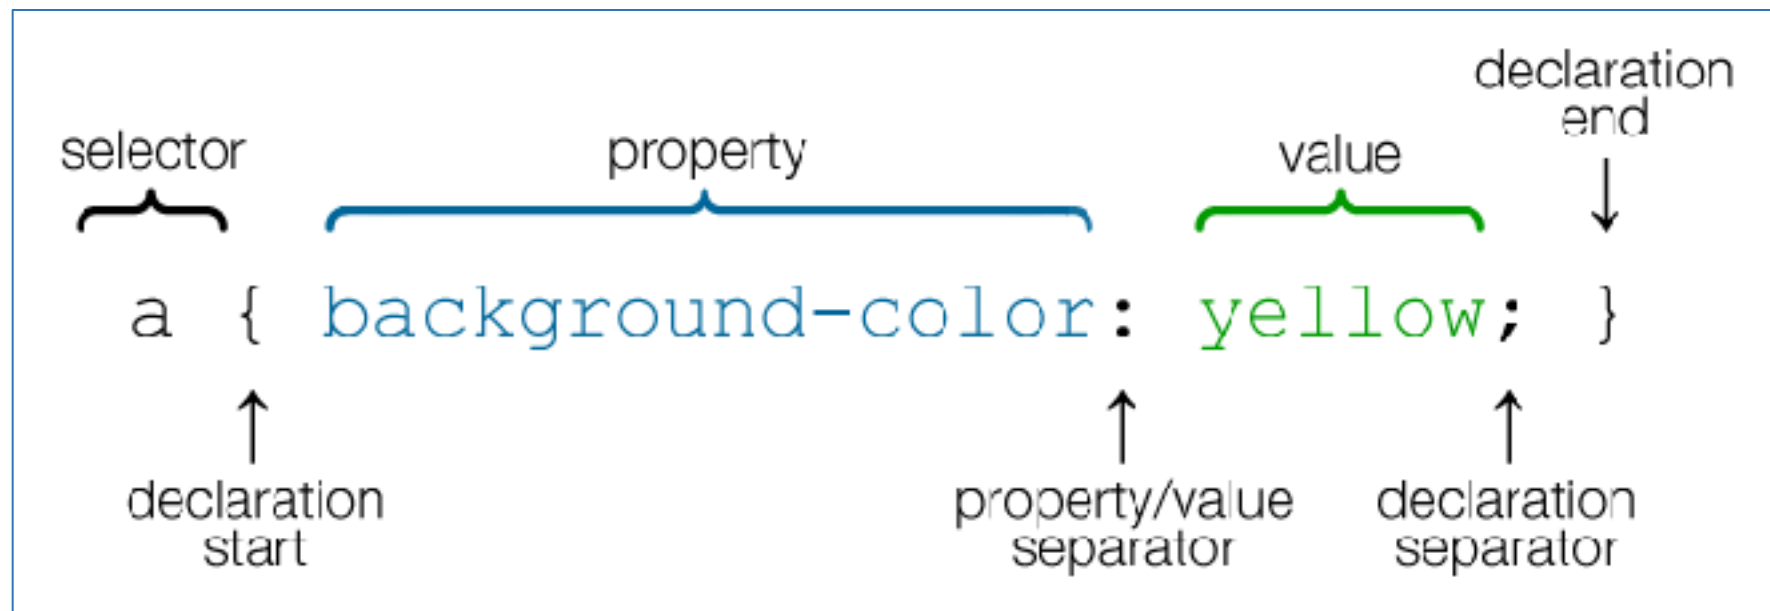 declaration
end
selector
property
value
a { background-color: yellow; }
declaration
start
property/value
separator
declaration
separator